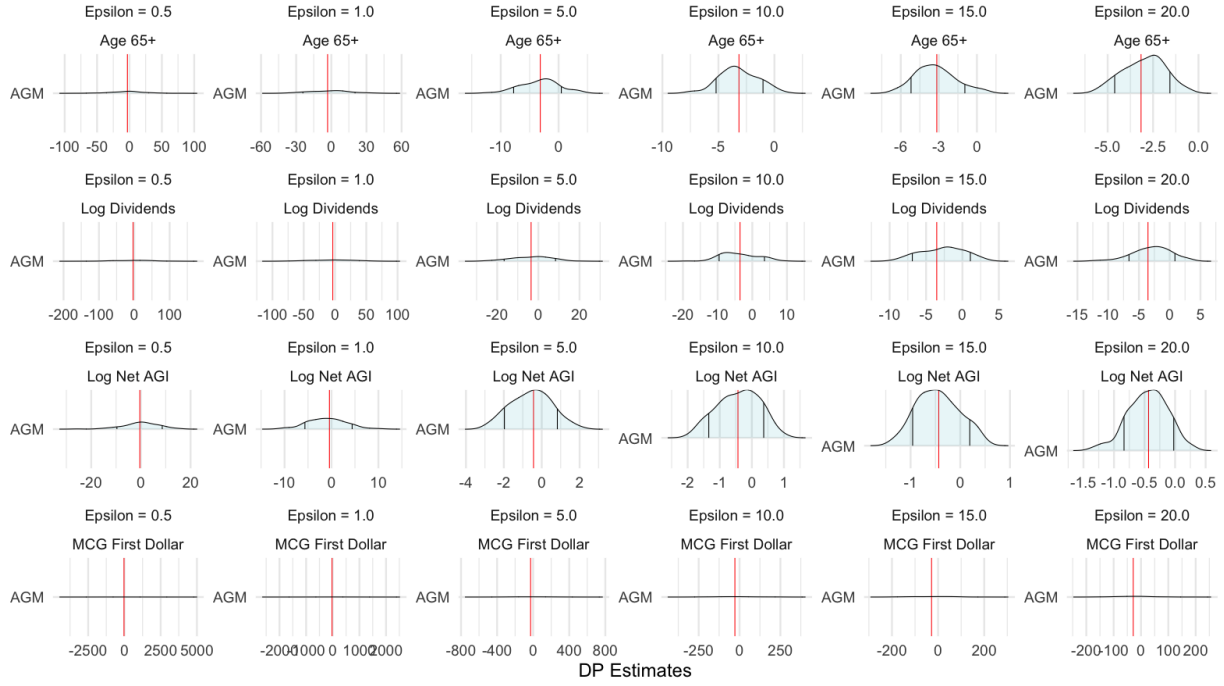 Epsilon = 0.5 Epsilon = 1.0 Epsilon = 5.0 Epsilon = 10.0 Epsilon = 15.0 Epsilon = 20.0
Age 65+ Age 65+ Age 65+ Age 65+ Age 65+ Age 65+
AGM AGM AGM AGM AGM AGM
-100 -50 0 50 100 -60 -30 0 30 60 -10 0 -10 -5 0 -6 -3 0 -5.0 -2.5 0.0
Epsilon = 0.5 Epsilon = 1.0 Epsilon = 5.0 Epsilon = 10.0 Epsilon = 15.0 Epsilon = 20.0
Log Dividends Log Dividends Log Dividends Log Dividends Log Dividends Log Dividends
AGM AGM AGM AGM AGM AGM
-200 -100 0 100 -100 -50 0 50 100 -20 0 20 -20 -10 0 10 -10 -5 0 5 -15 -10 -5 0 5
Epsilon = 0.5 Epsilon = 1.0 Epsilon = 5.0 Epsilon = 10.0 Epsilon = 15.0 Epsilon = 20.0
Log Net AGI Log Net AGI Log Net AGI Log Net AGI Log Net AGI Log Net AGI
AGM AGM AGM AGM AGM AGM
-20 0 20 -10 0 10 -4 -2 0 2 -2 -1 0 1 -1 0 1 -1.5 -1.0 -0.5 0.0 0.5
Epsilon = 0.5 Epsilon = 1.0 Epsilon = 5.0 Epsilon = 10.0 Epsilon = 15.0 Epsilon = 20.0
MCG First Dollar MCG First Dollar MCG First Dollar MCG First Dollar MCG First Dollar MCG First Dollar
AGM AGM AGM AGM AGM AGM
-2500 0 2500 5000 -2000 -1000 0 1000 2000 -800 -400 0 400 800 -250 0 250 -200 0 200 -200 -100 0 100 200
DP Estimates